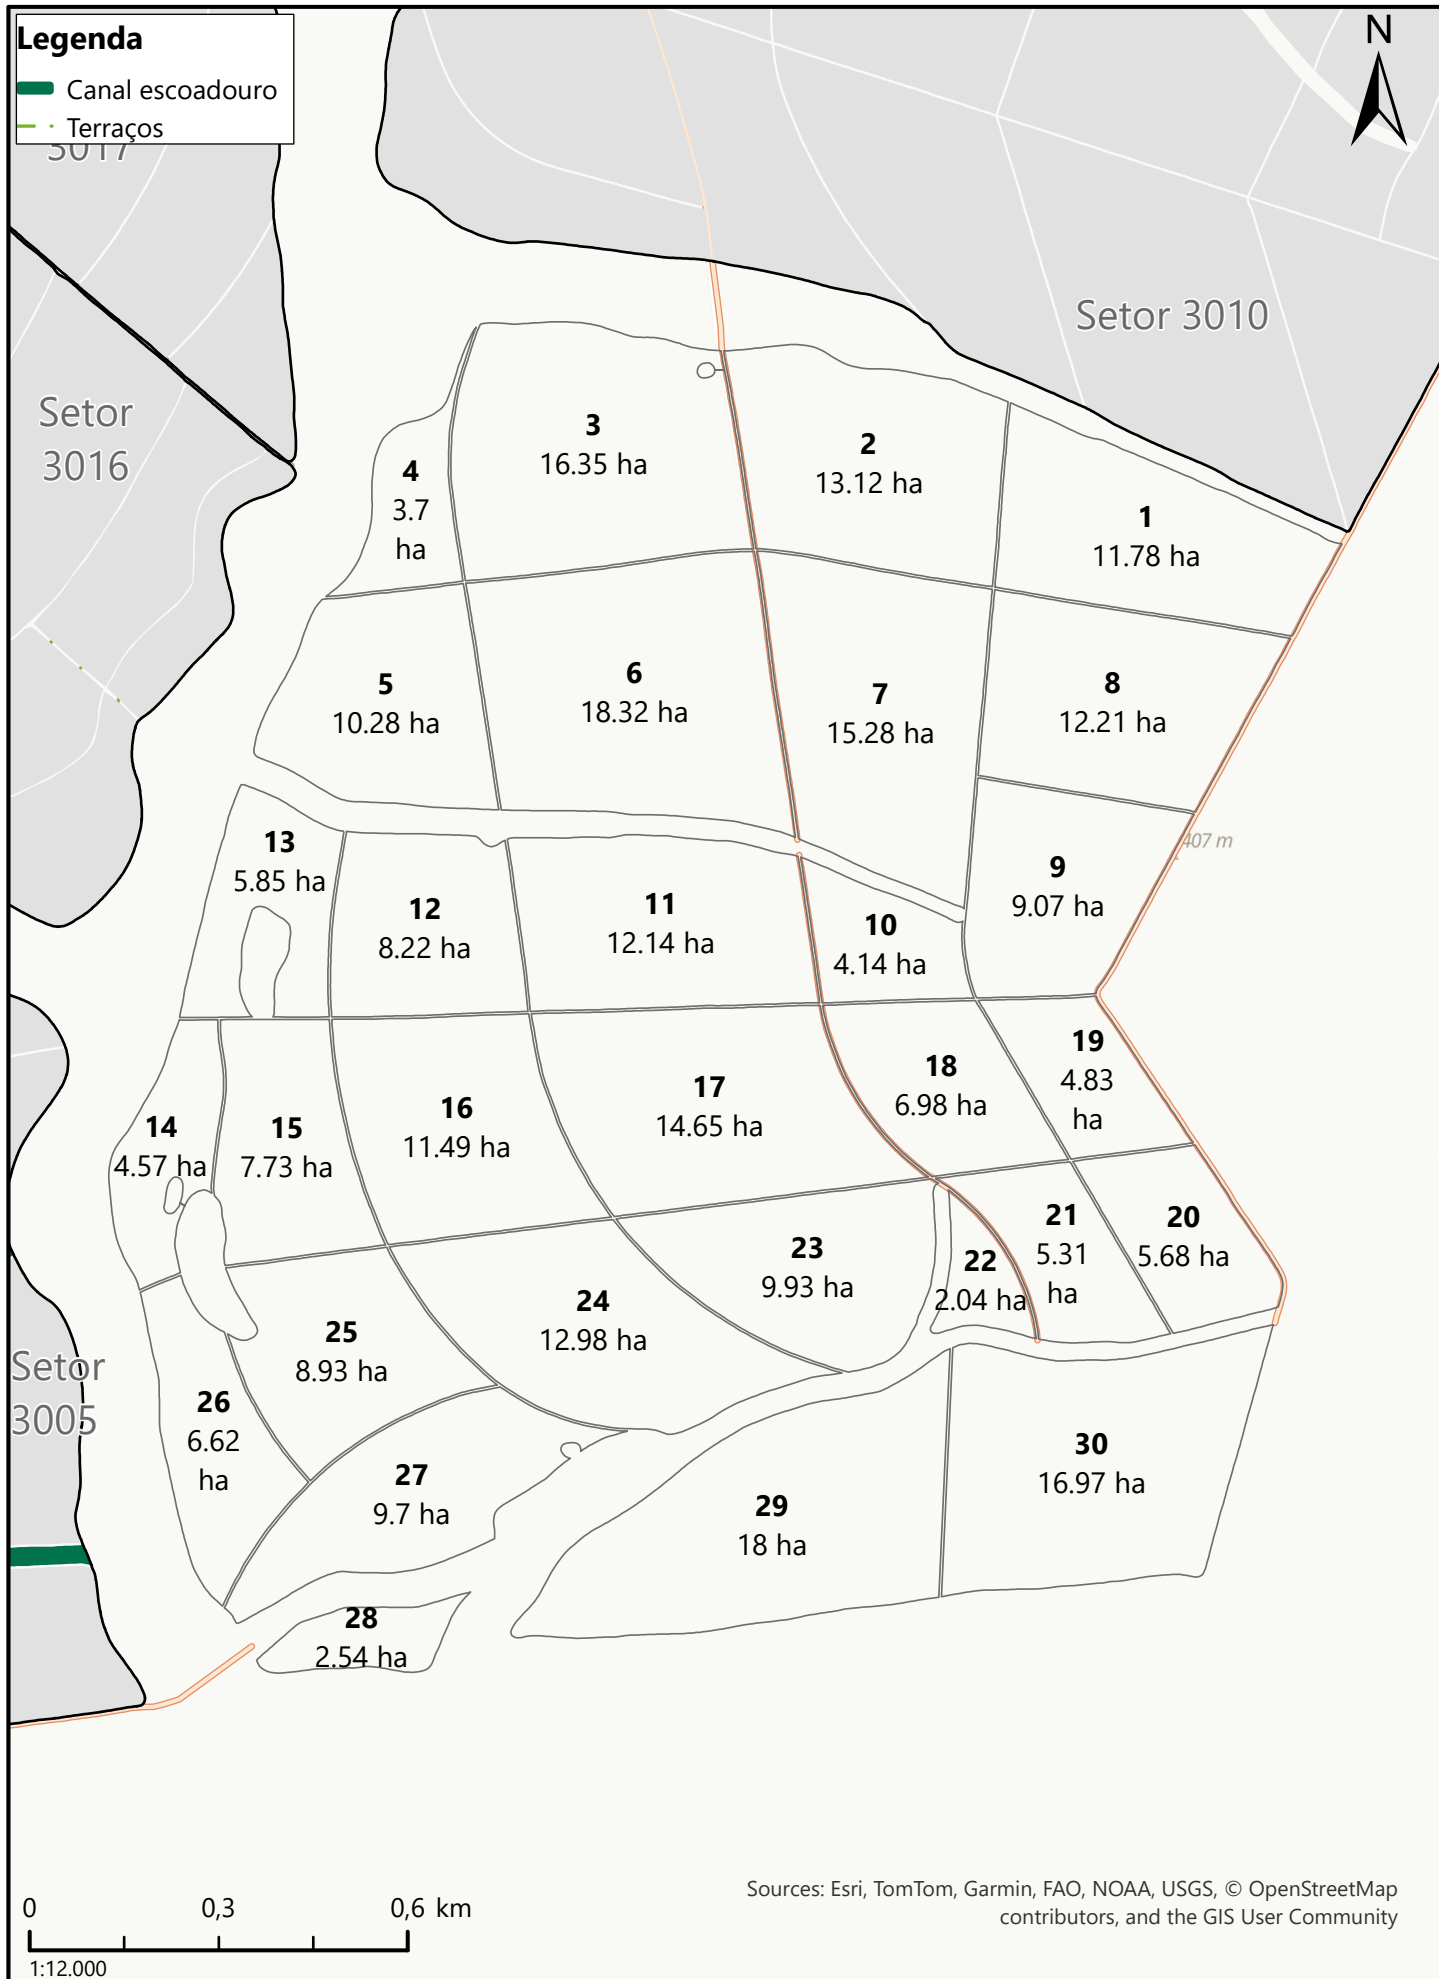 Legenda
Canal escoadouro
Terraços
3017
N
Setor 3010
Setor
3016
3
16.35 ha
2
13.12 ha
4
3.7
ha
1
11.78 ha
5
10.28 ha
6
18.32 ha
7
15.28 ha
8
12.21 ha
13
5.85 ha
12
8.22 ha
11
12.14 ha
10
4.14 ha
9
9.07 ha
407 m
14
4.57 ha
15
7.73 ha
16
11.49 ha
17
14.65 ha
18
6.98 ha
19
4.83
ha
23
9.93 ha
22
2.04 ha
21
5.31
ha
20
5.68 ha
24
12.98 ha
25
8.93 ha
Setor
3005
26
6.62
ha
27
9.7 ha
29
18 ha
30
16.97 ha
28
2.54 ha
Sources: Esri, TomTom, Garmin, FAO, NOAA, USGS, © OpenStreetMap
contributors, and the GIS User Community
0 0,3 0,6 km
1:12.000